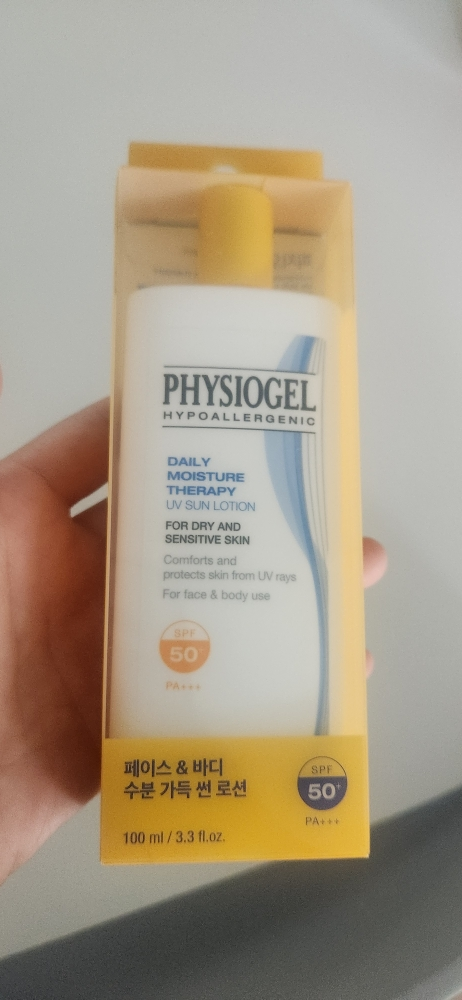 PHYSIOGEL
HYPOALLERGENIC
DAILY
MOISTURE
THERAPY
UV SUN LOTION
FOR DRY AND
SENSITIVE SKIN
Comforts and
protects skin from UV rays
For face & body use
SPF
50+
PA+++
페이스 & 바디
수분 가득 썬 로션
100 ml / 3.3 fl.oz.
SPF
50+
PA+++